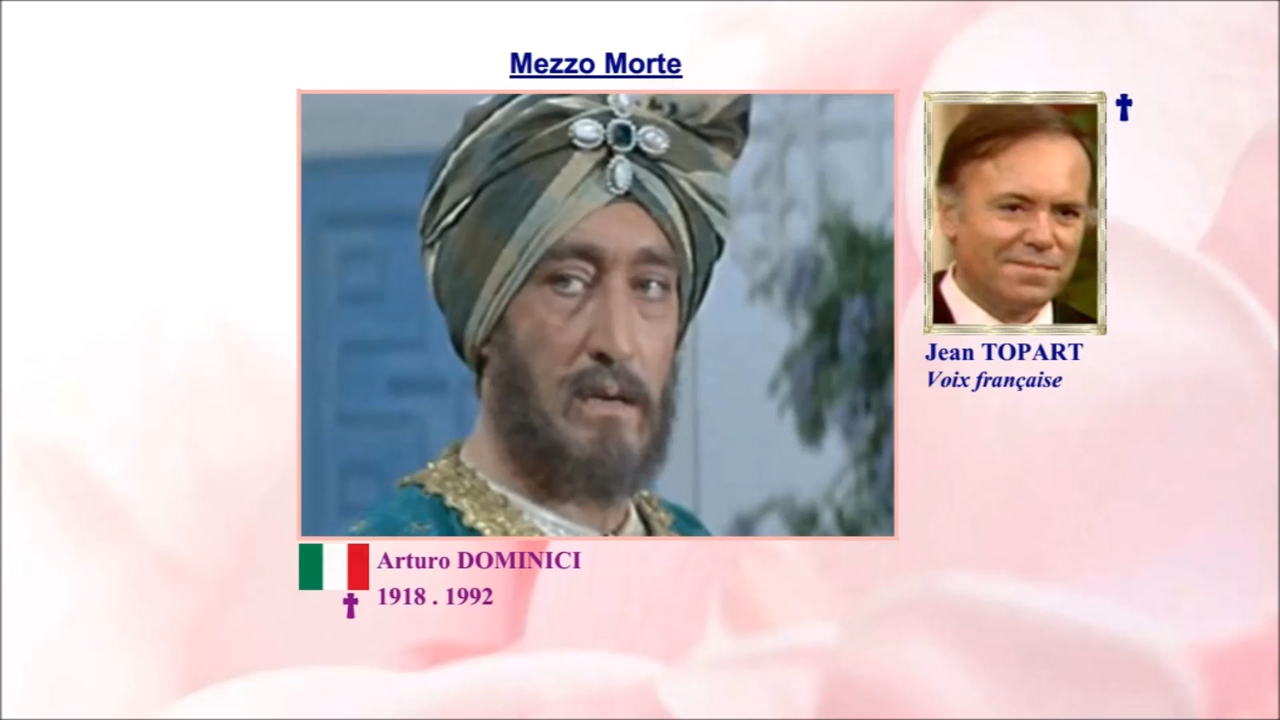 Mezzo Morte
Jean TOPART
Voix française
Arturo DOMINICI
1918 . 1992